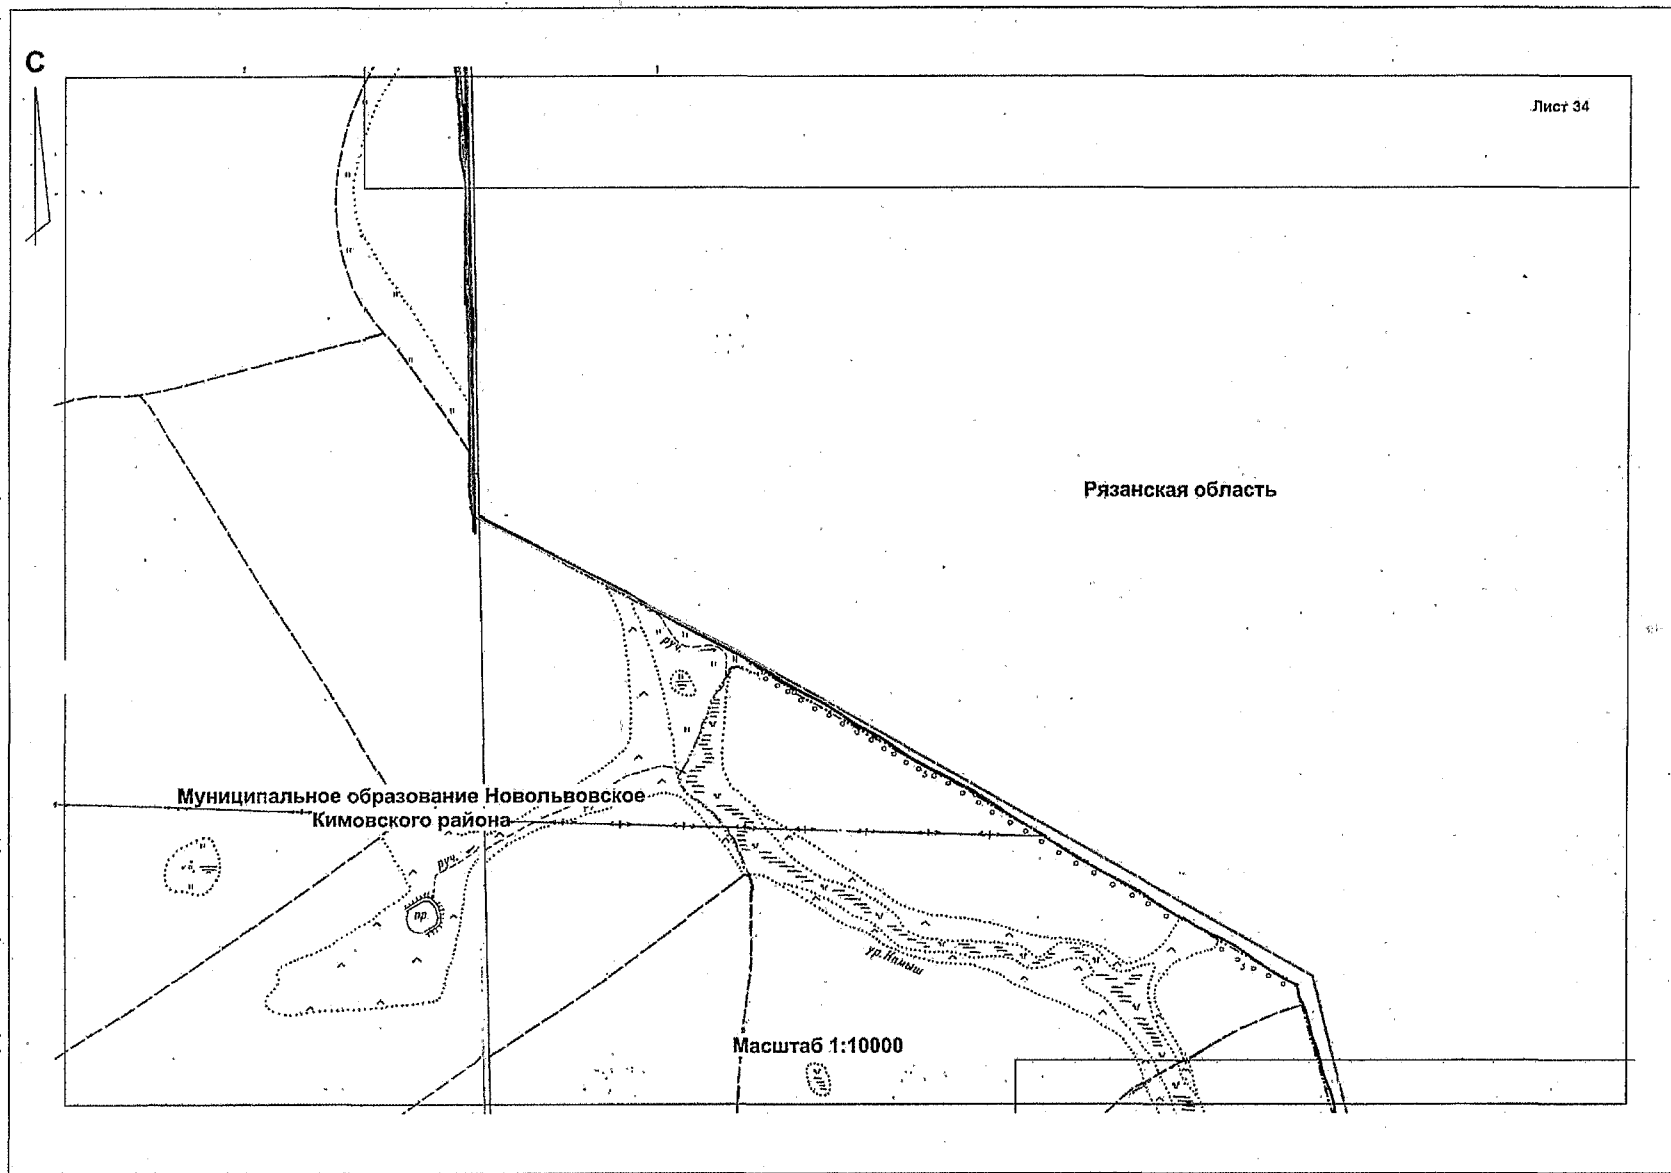 С
Лист 34
Рязанская область
руч.
Муниципальное образование Новольвовское
Кимовского района
руч.
пр.
ур. Камыш
Масштаб 1:10000